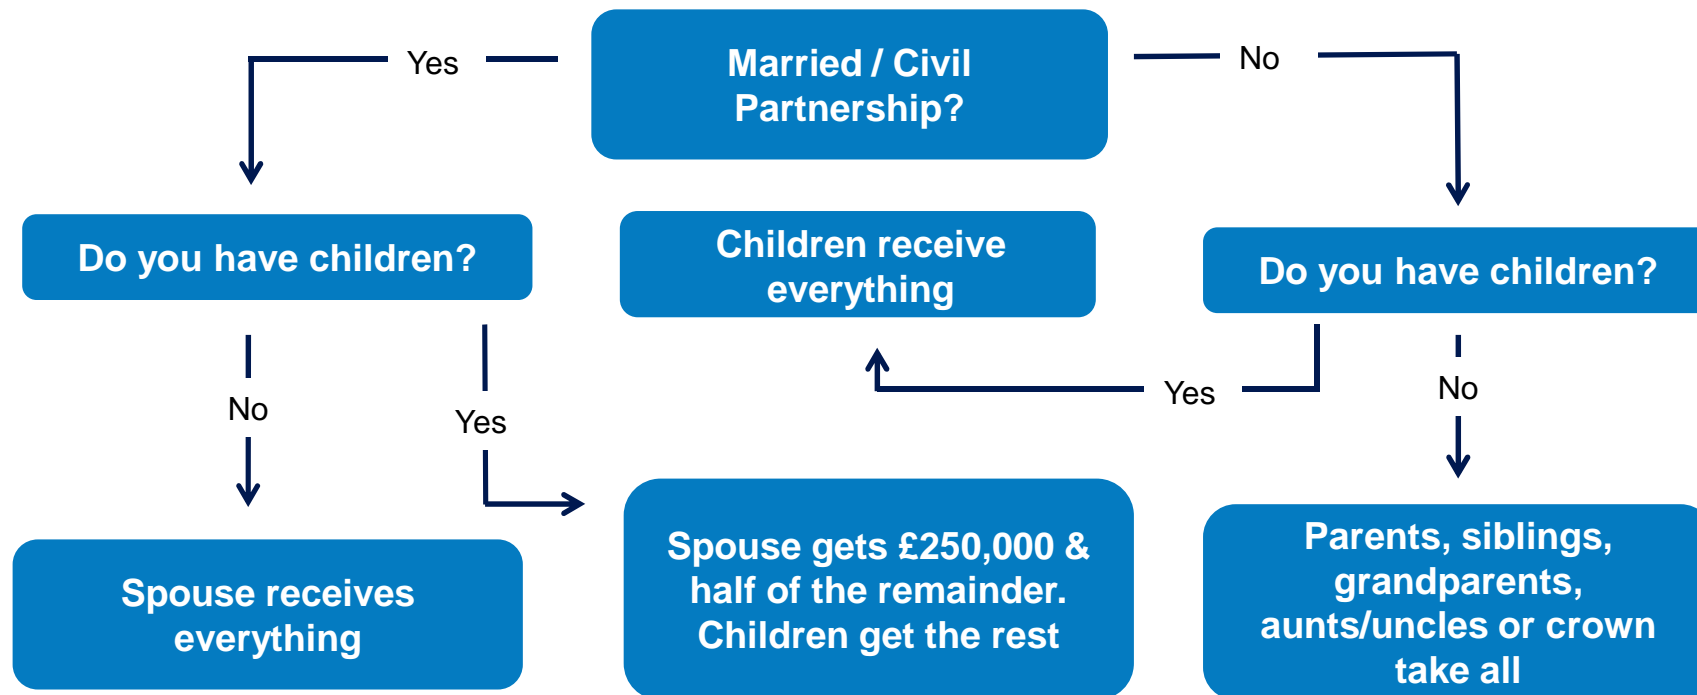 Yes
Married / Civil
Partnership?
No
Do you have children?
Children receive
everything
Do you have children?
No
Yes
Yes
No
Spouse receives
everything
Spouse gets £250,000 &
half of the remainder.
Children get the rest
Parents, siblings,
grandparents,
aunts/uncles or crown
take all